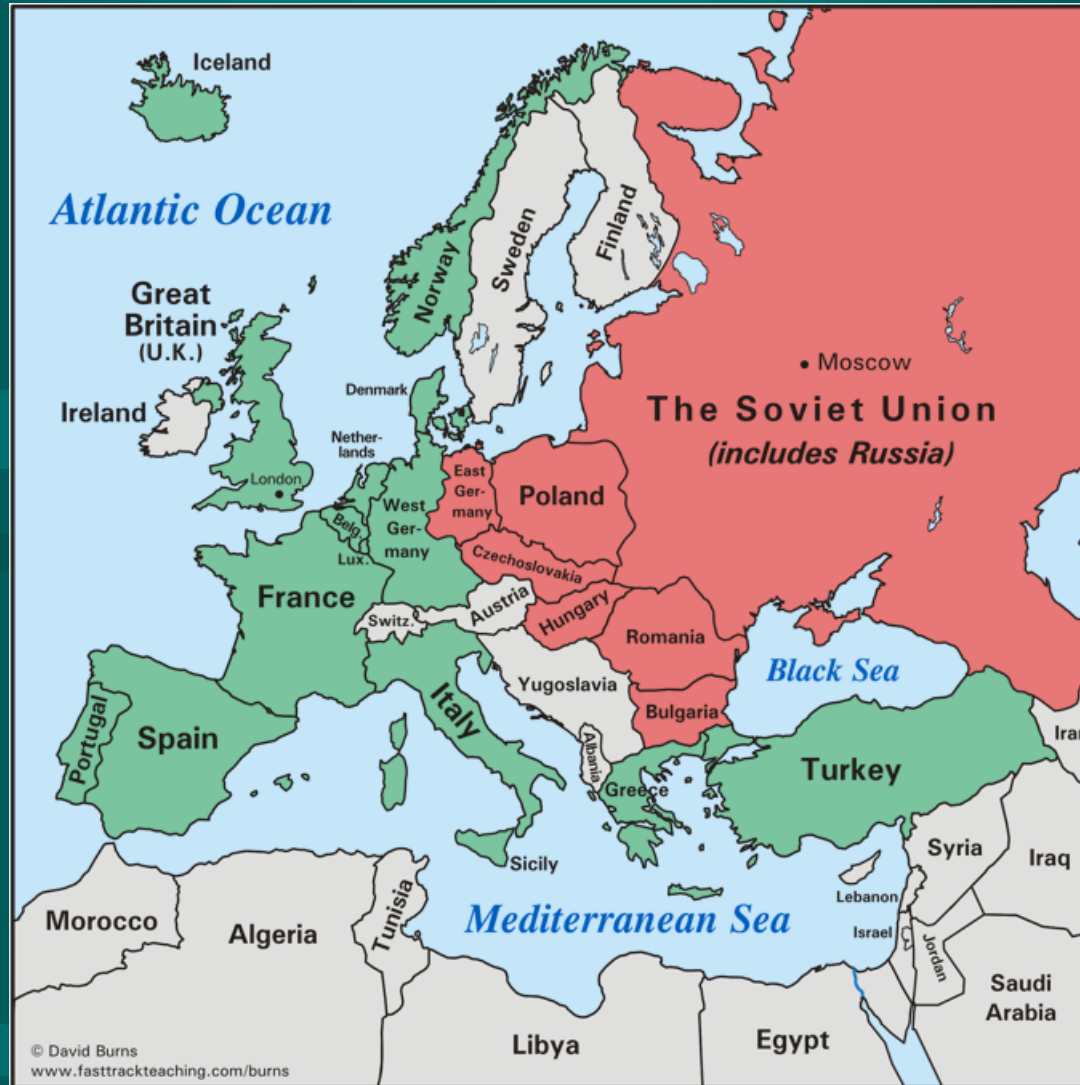 Iceland
Atlantic Ocean
Norway
Sweden
Finland
Great
Britain
(U.K.)
Ireland
London
Denmark
Nether-
lands
• Moscow
The Soviet Union
(includes Russia)
East
Ger-
many
Poland
West
Ger-
many
Belg.
Lux.
Czechoslovakia
France
Switz.
Austria
Hungary
Romania
Black Sea
Yugoslavia
Bulgaria
Portugal
Spain
Italy
Albania
Greece
Turkey
Iran
Sicily
Syria
Iraq
Lebanon
Israel
Jordan
Morocco
Algeria
Tunisia
Mediterranean Sea
Saudi
Arabia
Libya
Egypt
© David Burns
www.fasttrackteaching.com/burns